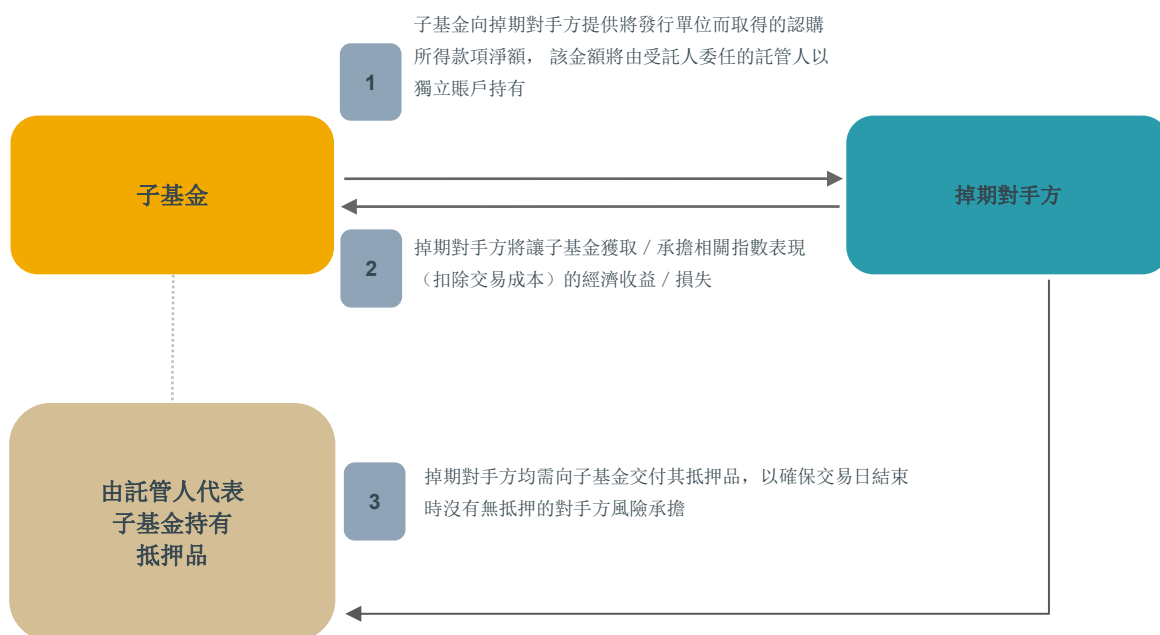 子基金向掉期對手方提供將發行單位而取得的認購
所得款項淨額， 該金額將由受託人委任的託管人以
獨立賬戶持有
1
子基金
掉期對手方
2
掉期對手方將讓子基金獲取 / 承擔相關指數表現
（扣除交易成本）的經濟收益 / 損失
由託管人代表
子基金持有
抵押品
3
掉期對手方均需向子基金交付其抵押品，以確保交易日結束
時沒有無抵押的對手方風險承擔